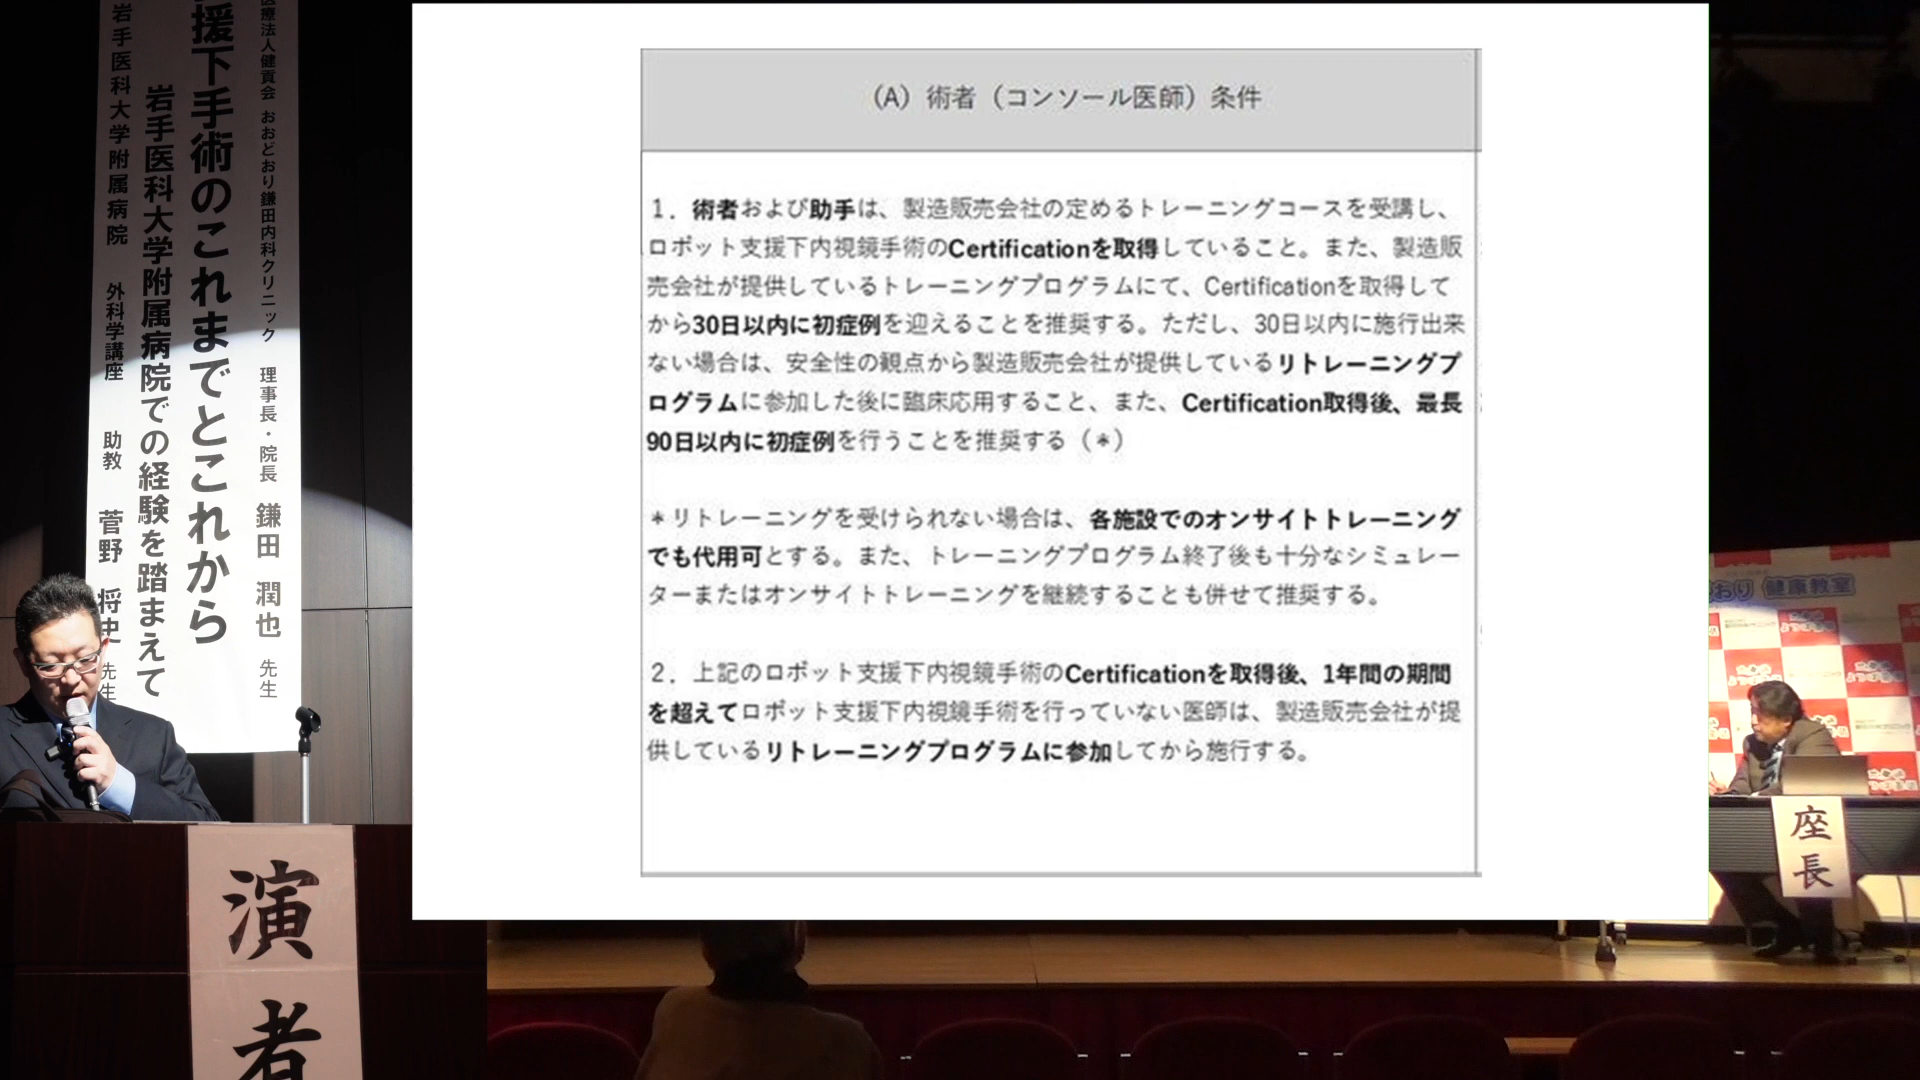 医療法人健貢会 おおどおり鎌田内科クリニック 理事長・院長 鎌田 潤也 先生
援下手術のこれまでとこれから
岩手医科大学附属病院での経験を踏まえて
岩手医科大学附属病院 外科学講座 助教 菅野 将史 先生
演者
(A) 術者（コンソール医師）条件
1．術者および助手は、製造販売会社の定めるトレーニングコースを受講し、
ロボット支援下内視鏡手術のCertificationを取得していること。また、製造販
売会社が提供しているトレーニングプログラムにて、Certificationを取得して
から30日以内に初症例を迎えることを推奨する。ただし、30日以内に施行出来
ない場合は、安全性の観点から製造販売会社が提供しているリトレーニングプ
ログラムに参加した後に臨床応用すること、また、Certification取得後、最長
90日以内に初症例を行うことを推奨する（＊）
＊リトレーニングを受けられない場合は、各施設でのオンサイトトレーニング
でも代用可とする。また、トレーニングプログラム終了後も十分なシミュレー
ターまたはオンサイトトレーニングを継続することも併せて推奨する。
2．上記のロボット支援下内視鏡手術のCertificationを取得後、1年間の期間
を超えてロボット支援下内視鏡手術を行っていない医師は、製造販売会社が提
供しているリトレーニングプログラムに参加してから施行する。
おり 健康教室
座長